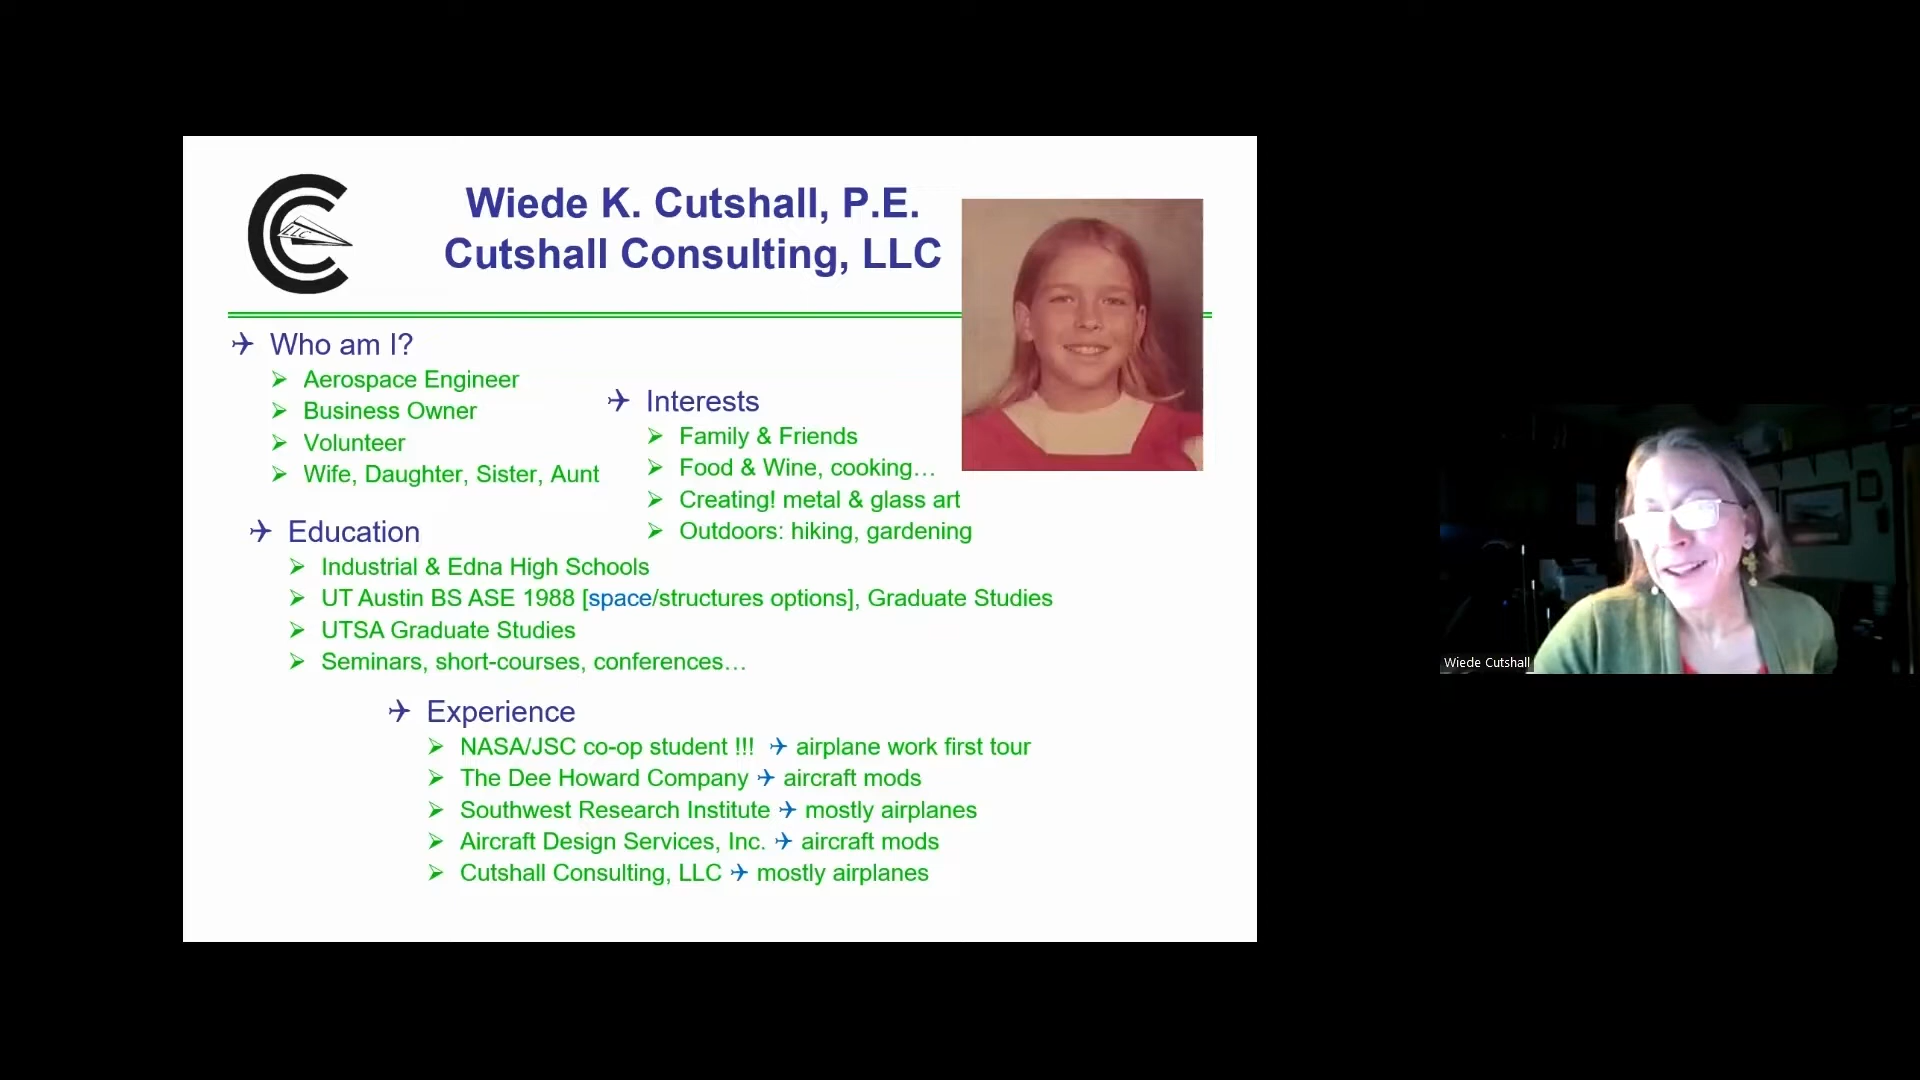 LLC
Wiede K. Cutshall, P.E.
Cutshall Consulting, LLC
Who am I?
Aerospace Engineer
Business Owner
Volunteer
Wife, Daughter, Sister, Aunt
Interests
Family & Friends
Food & Wine, cooking…
Creating! metal & glass art
Outdoors: hiking, gardening
Education
Industrial & Edna High Schools
UT Austin BS ASE 1988 [space/structures options], Graduate Studies
UTSA Graduate Studies
Seminars, short-courses, conferences…
Experience
NASA/JSC co-op student !!! ✈ airplane work first tour
The Dee Howard Company ✈ aircraft mods
Southwest Research Institute ✈ mostly airplanes
Aircraft Design Services, Inc. ✈ aircraft mods
Cutshall Consulting, LLC ✈ mostly airplanes
Wiede Cutshall